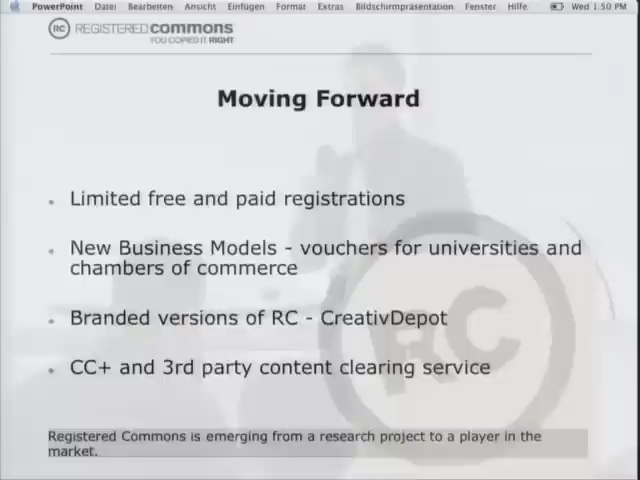 PowerPoint Datei Bearbeiten Ansicht Einfügen Format Extras Bildschirmpräsentation Fenster Hilfe Wed 1.50 PM
RC REGISTEREDcommons
YOU COPIED IT RIGHT
Moving Forward
Limited free and paid registrations
New Business Models - vouchers for universities and
chambers of commerce
Branded versions of RC - CreativDepot
CC+ and 3rd party content clearing service
RC
Registered Commons is emerging from a research project to a player in the
market.